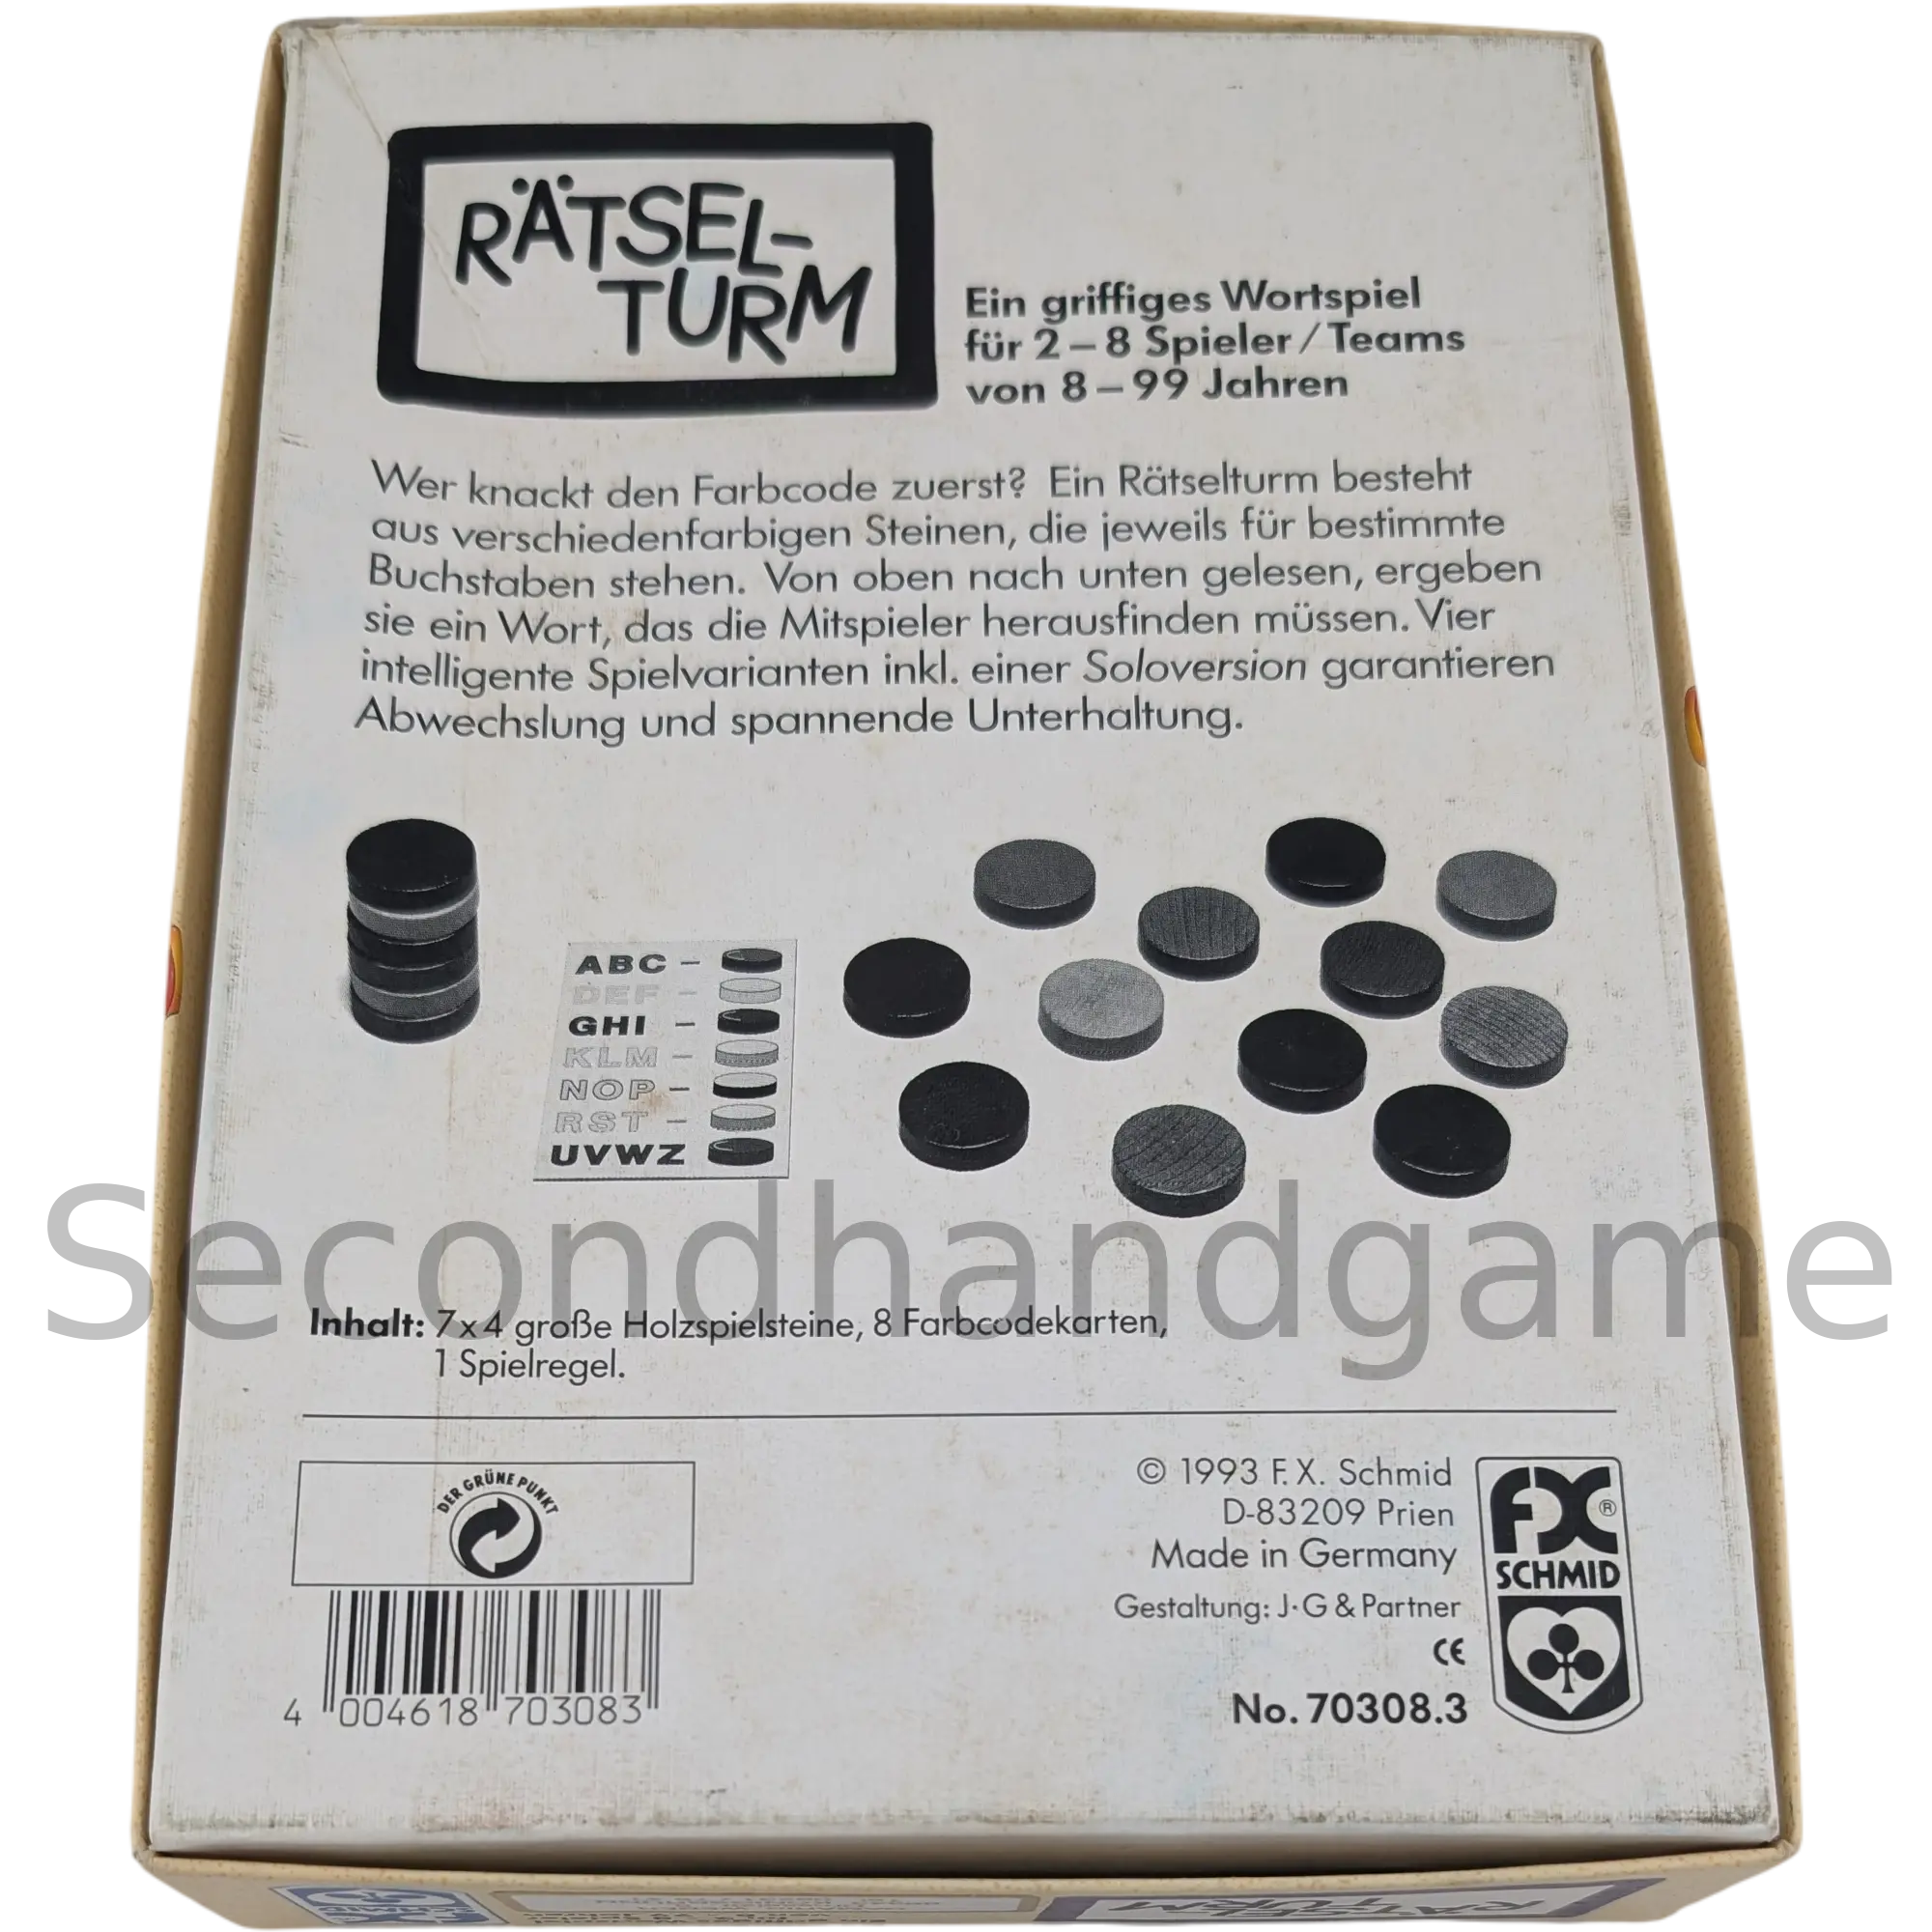 RÄTSEL-
TURM
Ein griffiges Wortspiel
für 2–8 Spieler/Teams
von 8–99 Jahren
Wer knackt den Farbcode zuerst? Ein Rätselturm besteht
aus verschiedenfarbigen Steinen, die jeweils für bestimmte
Buchstaben stehen. Von oben nach unten gelesen, ergeben
sie ein Wort, das die Mitspieler herausfinden müssen. Vier
intelligente Spielvarianten inkl. einer Soloversion garantieren
Abwechslung und spannende Unterhaltung.
ABC –
DEF –
GHI –
KLM –
NOP –
RST –
UVWZ
Secondhandgame
Inhalt: 7x4 große Holzspielsteine, 8 Farbcodekarten,
1 Spielregel.
DER GRÜNE PUNKT
4 004618 703083
© 1993 F.X. Schmid
D-83209 Prien
Made in Germany
Gestaltung: J·G & Partner
CE
No. 70308.3
FX®
SCHMID
RÄTSEL
TURM